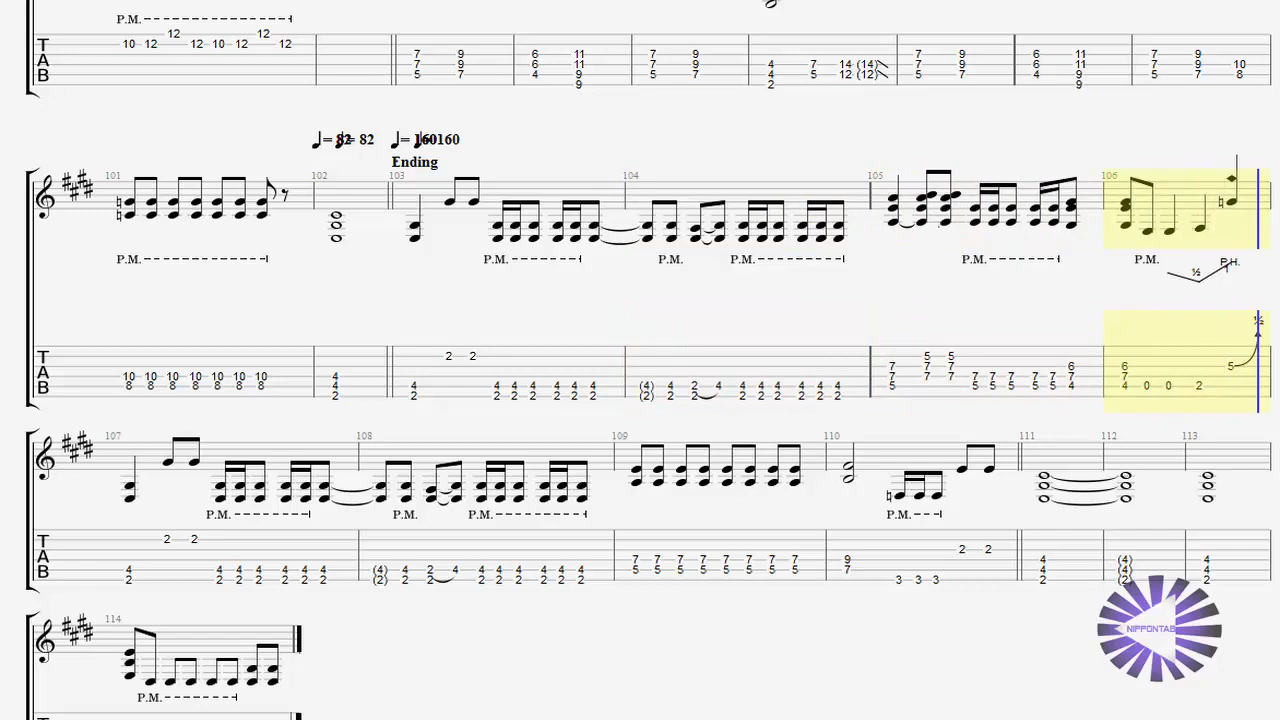 P.M.
12 12
10 12 12 10 12 12
T
A
B
7 9 6 11 7 9 7 9 6 11 7 9
7 9 6 11 7 9 4 7 14 (14) 7 9 6 11 7 9 10
5 7 4 9 5 7 4 5 12 (12) 5 7 4 9 5 7 8
9 2 9
= 82 = 160
Ending
101 102 103 104 105 106
P.M. P.M. P.M. P.M. P.M. P.M. ½ P.H.
½
T
A
B
2 2 5 5
10 10 10 10 10 10 10 4 7 7 7 6 6 5
8 8 8 8 8 8 8 7 7 7 7 7 7 7 7 7 7
4 4 4 4 4 4 4 4 (4) 4 2 4 4 4 4 4 4 4 5 5 5 5 5 5 4 4 0 0 2
2 2 2 2 2 2 2 2 (2) 2 2 2 2 2 2 2 2
107 108 109 110 111 112 113
P.M. P.M. P.M. P.M.
T
A
B
2 2
2 2
7 7 7 7 7 7 7 7 9 4 (4) 4
4 4 4 4 4 4 4 (4) 4 2 4 4 4 4 4 4 4 5 5 5 5 5 5 5 5 7 4 (4) 4
2 2 2 2 2 2 2 (2) 2 2 2 2 2 2 2 2 3 3 3 2 (2) 2
NIPPONTAB
114
P.M.
T